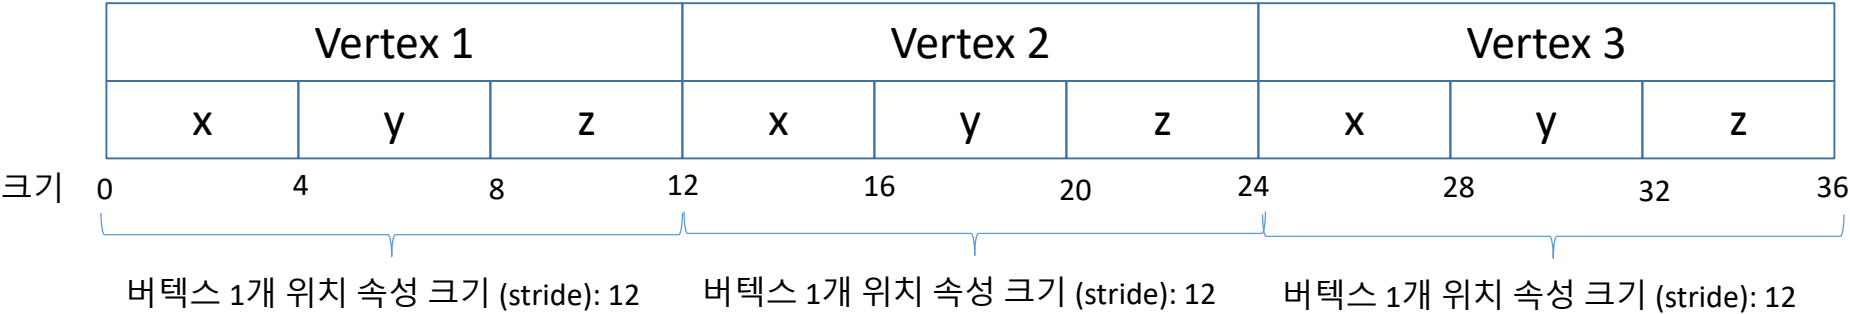 Vertex 1 Vertex 2 Vertex 3
x y z x y z x y z
크기 0 4 8 12 16 20 24 28 32 36
버텍스 1개 위치 속성 크기 (stride): 12 버텍스 1개 위치 속성 크기 (stride): 12 버텍스 1개 위치 속성 크기 (stride): 12